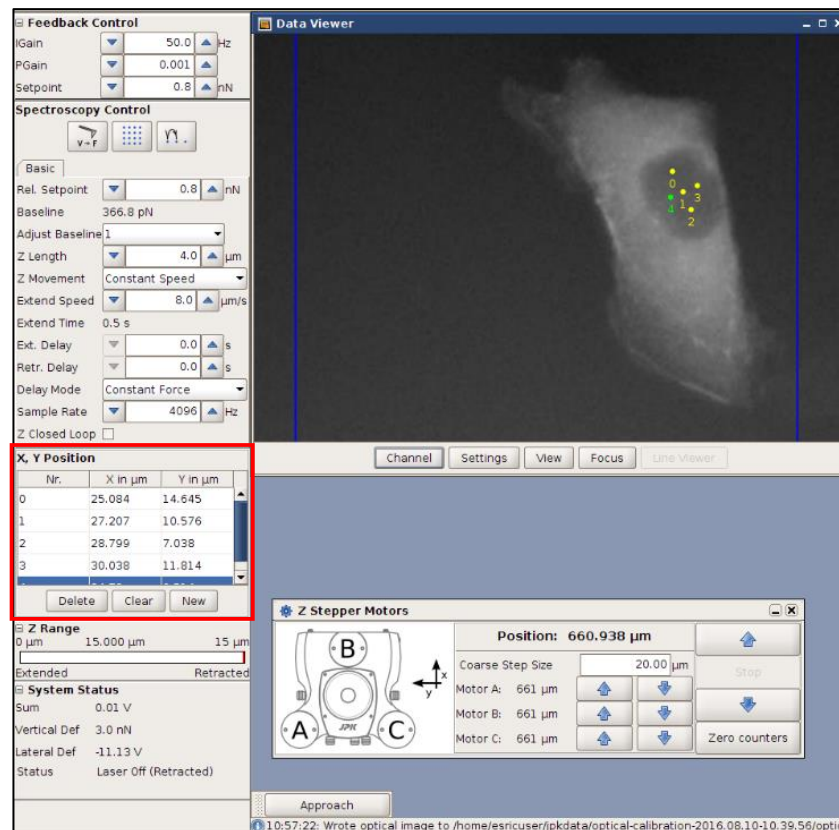 Feedback Control
IGain 50.0 Hz
PGain 0.001
Setpoint 0.8 nN
Spectroscopy Control
V→F
Basic
Rel. Setpoint 0.8 nN
Baseline 366.8 pN
Adjust Baseline 1
Z Length 4.0 µm
Z Movement Constant Speed
Extend Speed 8.0 µm/s
Extend Time 0.5 s
Ext. Delay 0.0 s
Retr. Delay 0.0 s
Delay Mode Constant Force
Sample Rate 4096 Hz
Z Closed Loop
X, Y Position
Nr. X in µm Y in µm
0 25.084 14.645
1 27.207 10.576
2 28.799 7.038
3 30.038 11.814
Delete Clear New
Z Range
0 µm 15.000 µm 15 µm
Extended Retracted
System Status
Sum 0.01 V
Vertical Def 3.0 nN
Lateral Def -11.13 V
Status Laser Off (Retracted)
Data Viewer
0
3
4 1
2
Channel Settings View Focus Line Viewer
Z Stepper Motors
B
A C
JPK
x
y
Position: 660.938 µm
Coarse Step Size 20.00 µm
Stop
Motor A: 661 µm
Motor B: 661 µm
Motor C: 661 µm
Zero counters
Approach
10:57:22: Wrote optical image to /home/esricuser/jpkdata/optical-calibration-2016.08.10-10.39.56/opti